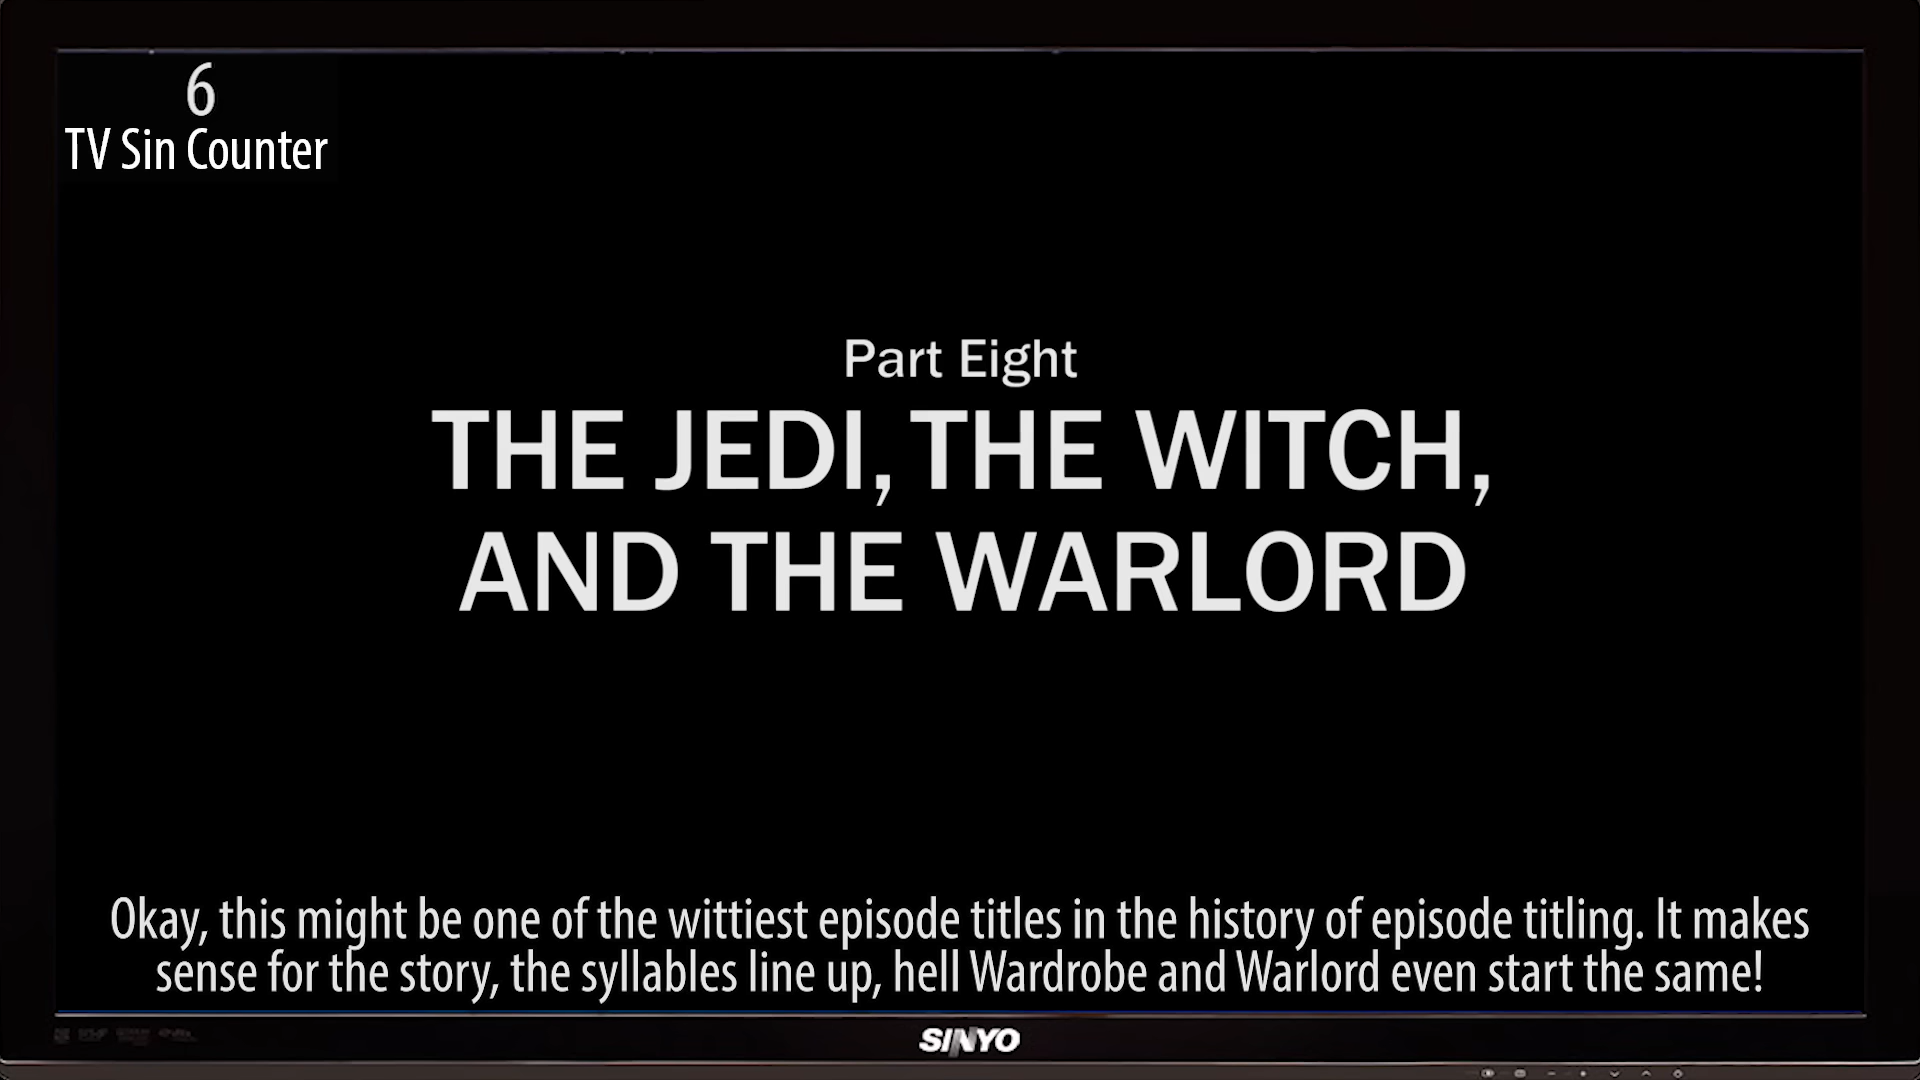 6
TV Sin Counter
Part Eight
THE JEDI, THE WITCH,
AND THE WARLORD
Okay, this might be one of the wittiest episode titles in the history of episode titling. It makes
sense for the story, the syllables line up, hell Wardrobe and Warlord even start the same!
SINYO